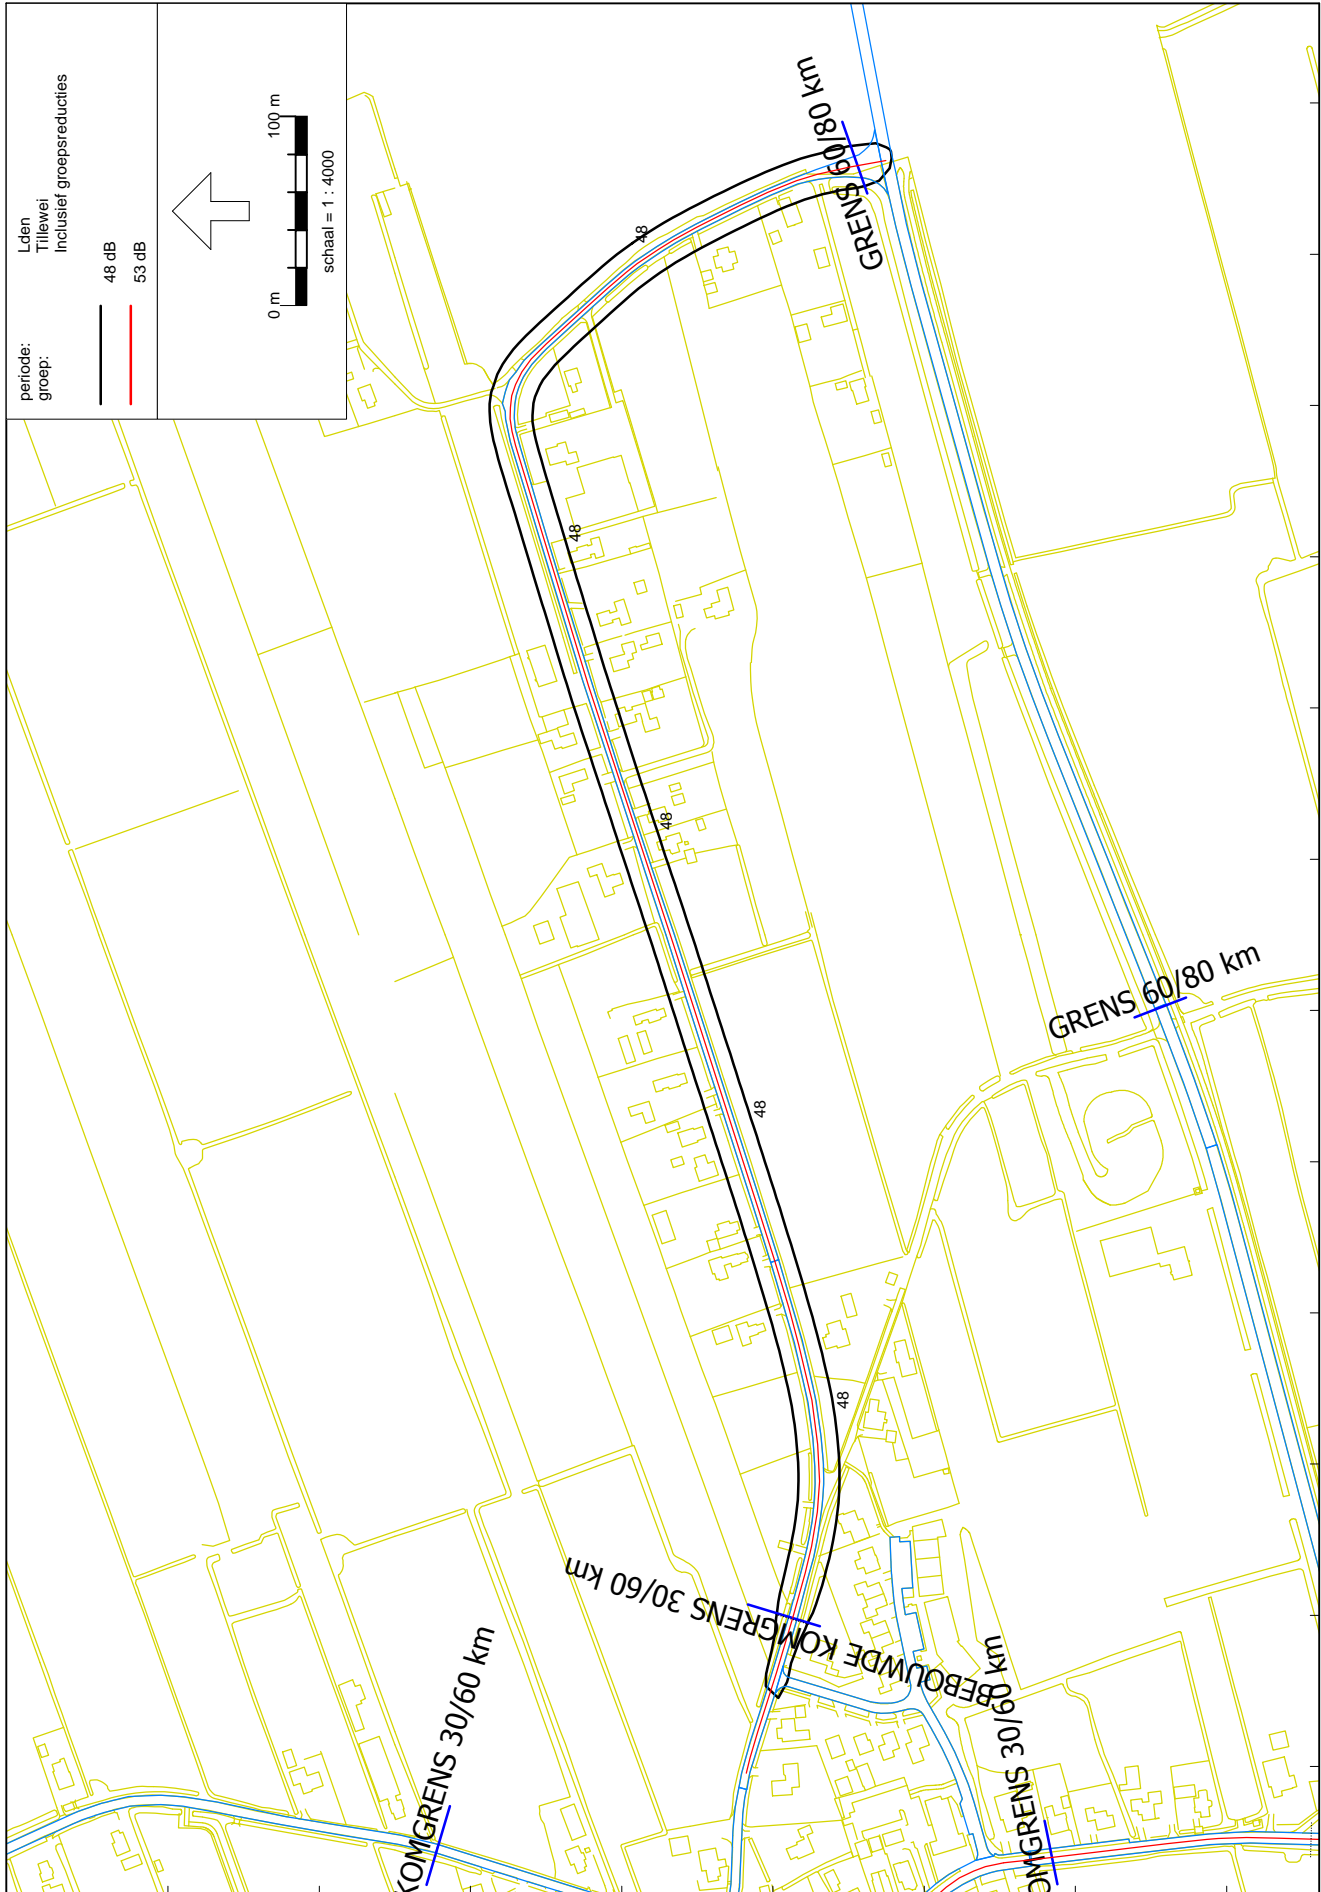 periode: Lden
groep: Tillewei
Inclusief groepsreducties
48 dB
53 dB
0 m 100 m
schaal = 1 : 4000
GRENS 60/80 km
48
48
48
48
48
GRENS 60/80 km
BEBOUWDE KOMGRENS 30/60 km
KOMGRENS 30/60 km
OMGRENS 30/60 km